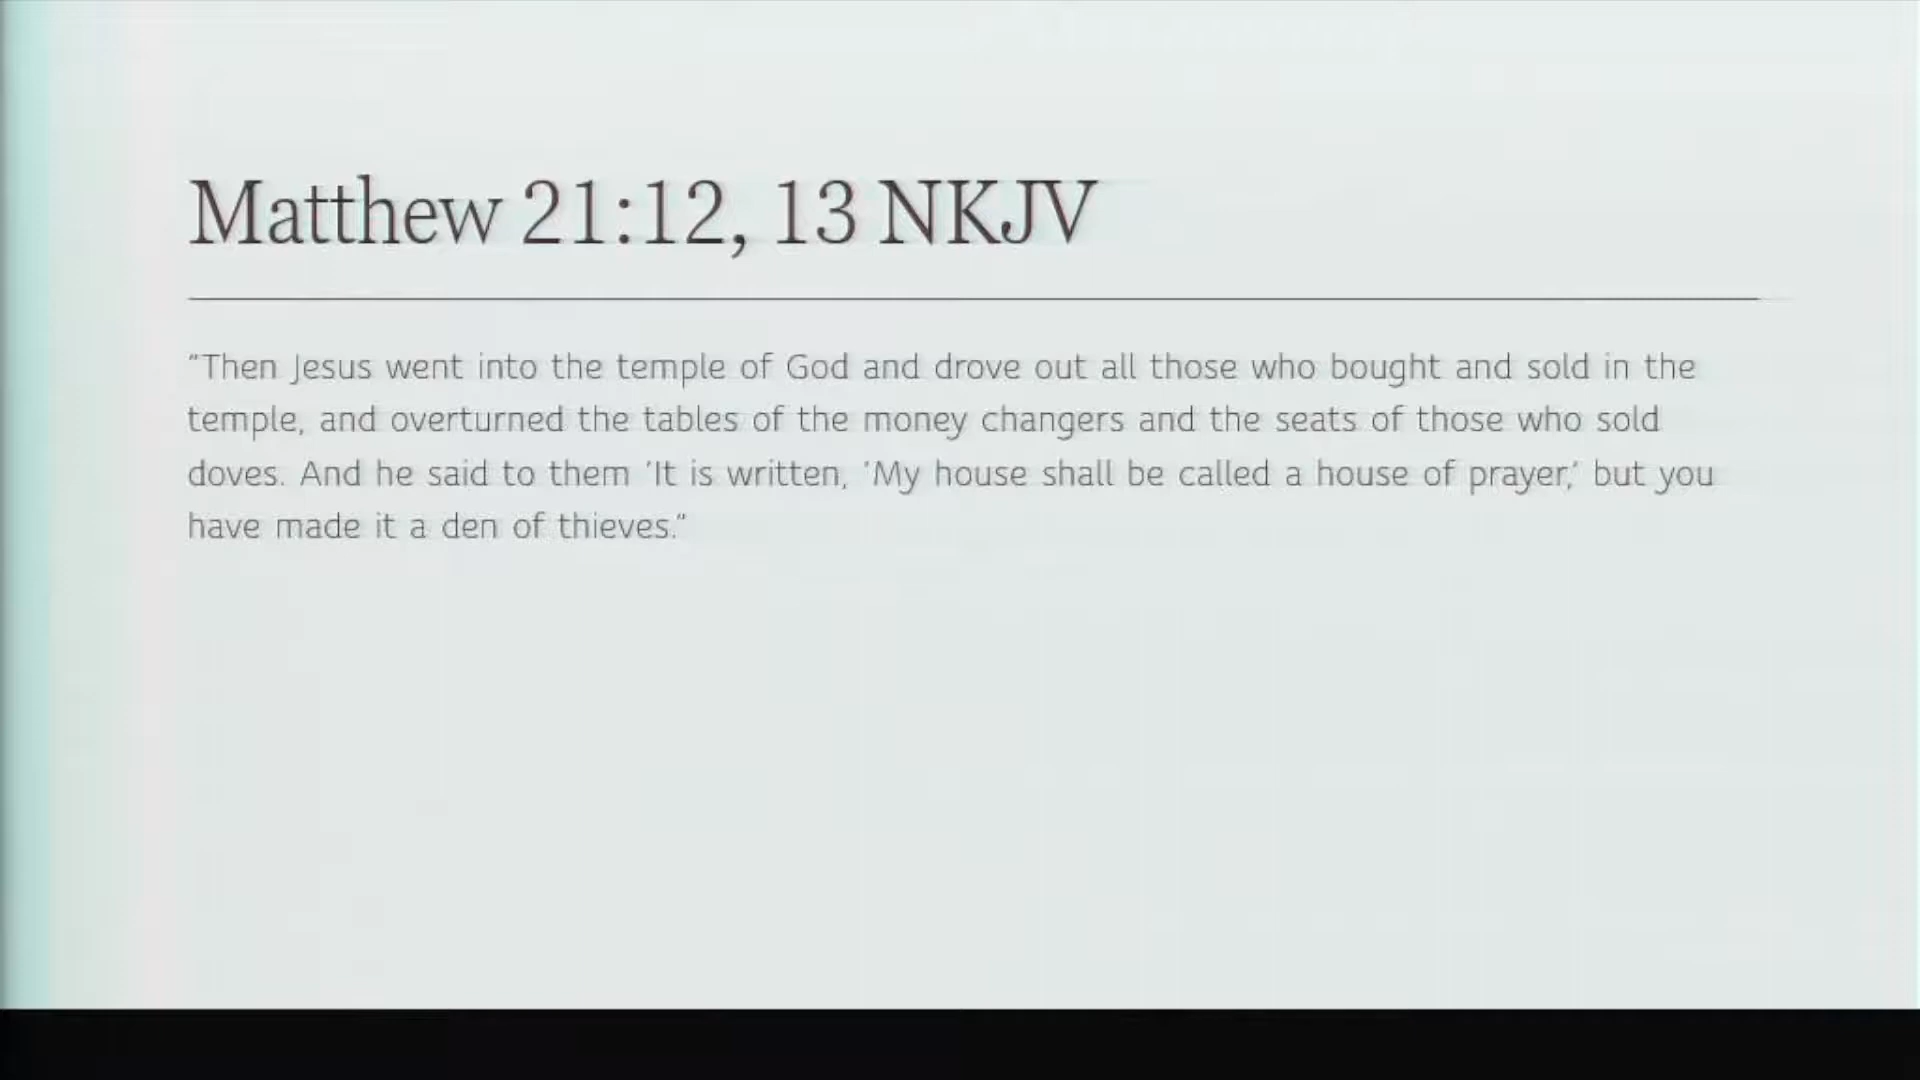 Matthew 21:12, 13 NKJV
“Then Jesus went into the temple of God and drove out all those who bought and sold in the
temple, and overturned the tables of the money changers and the seats of those who sold
doves. And he said to them ‘It is written, ‘My house shall be called a house of prayer,’ but you
have made it a den of thieves.”